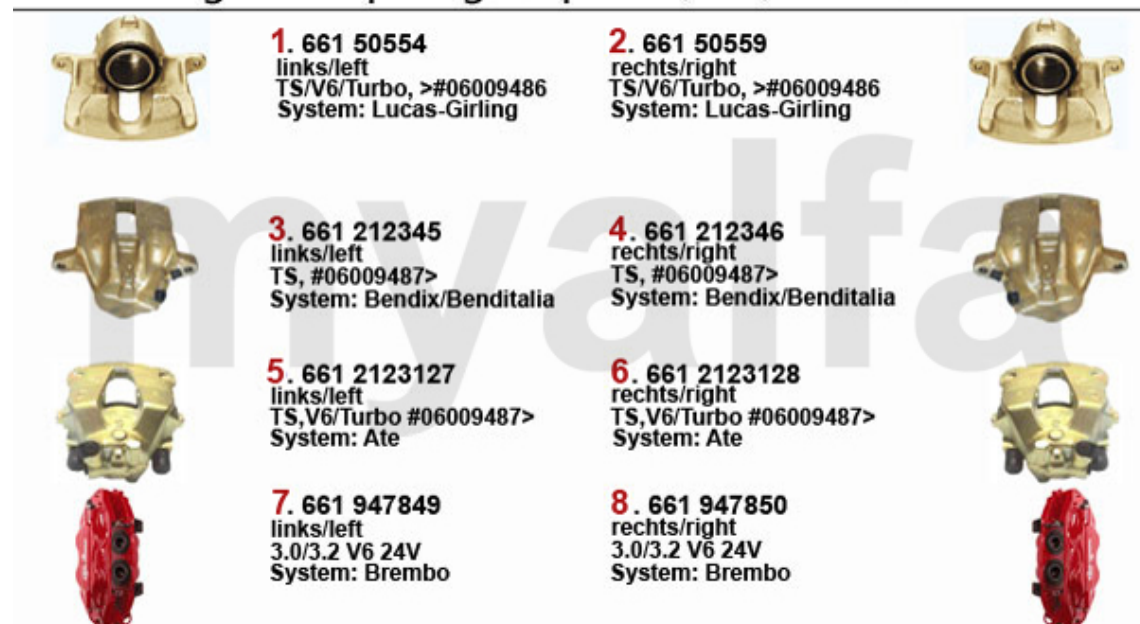 1. 661 50554
links/left
TS/V6/Turbo, >#06009486
System: Lucas-Girling
2. 661 50559
rechts/right
TS/V6/Turbo, >#06009486
System: Lucas-Girling
3. 661 212345
links/left
TS, #06009487>
System: Bendix/Benditalia
4. 661 212346
rechts/right
TS, #06009487>
System: Bendix/Benditalia
5. 661 2123127
links/left
TS,V6/Turbo #06009487>
System: Ate
6. 661 2123128
rechts/right
TS,V6/Turbo #06009487>
System: Ate
7. 661 947849
links/left
3.0/3.2 V6 24V
System: Brembo
8. 661 947850
rechts/right
3.0/3.2 V6 24V
System: Brembo
myalfa